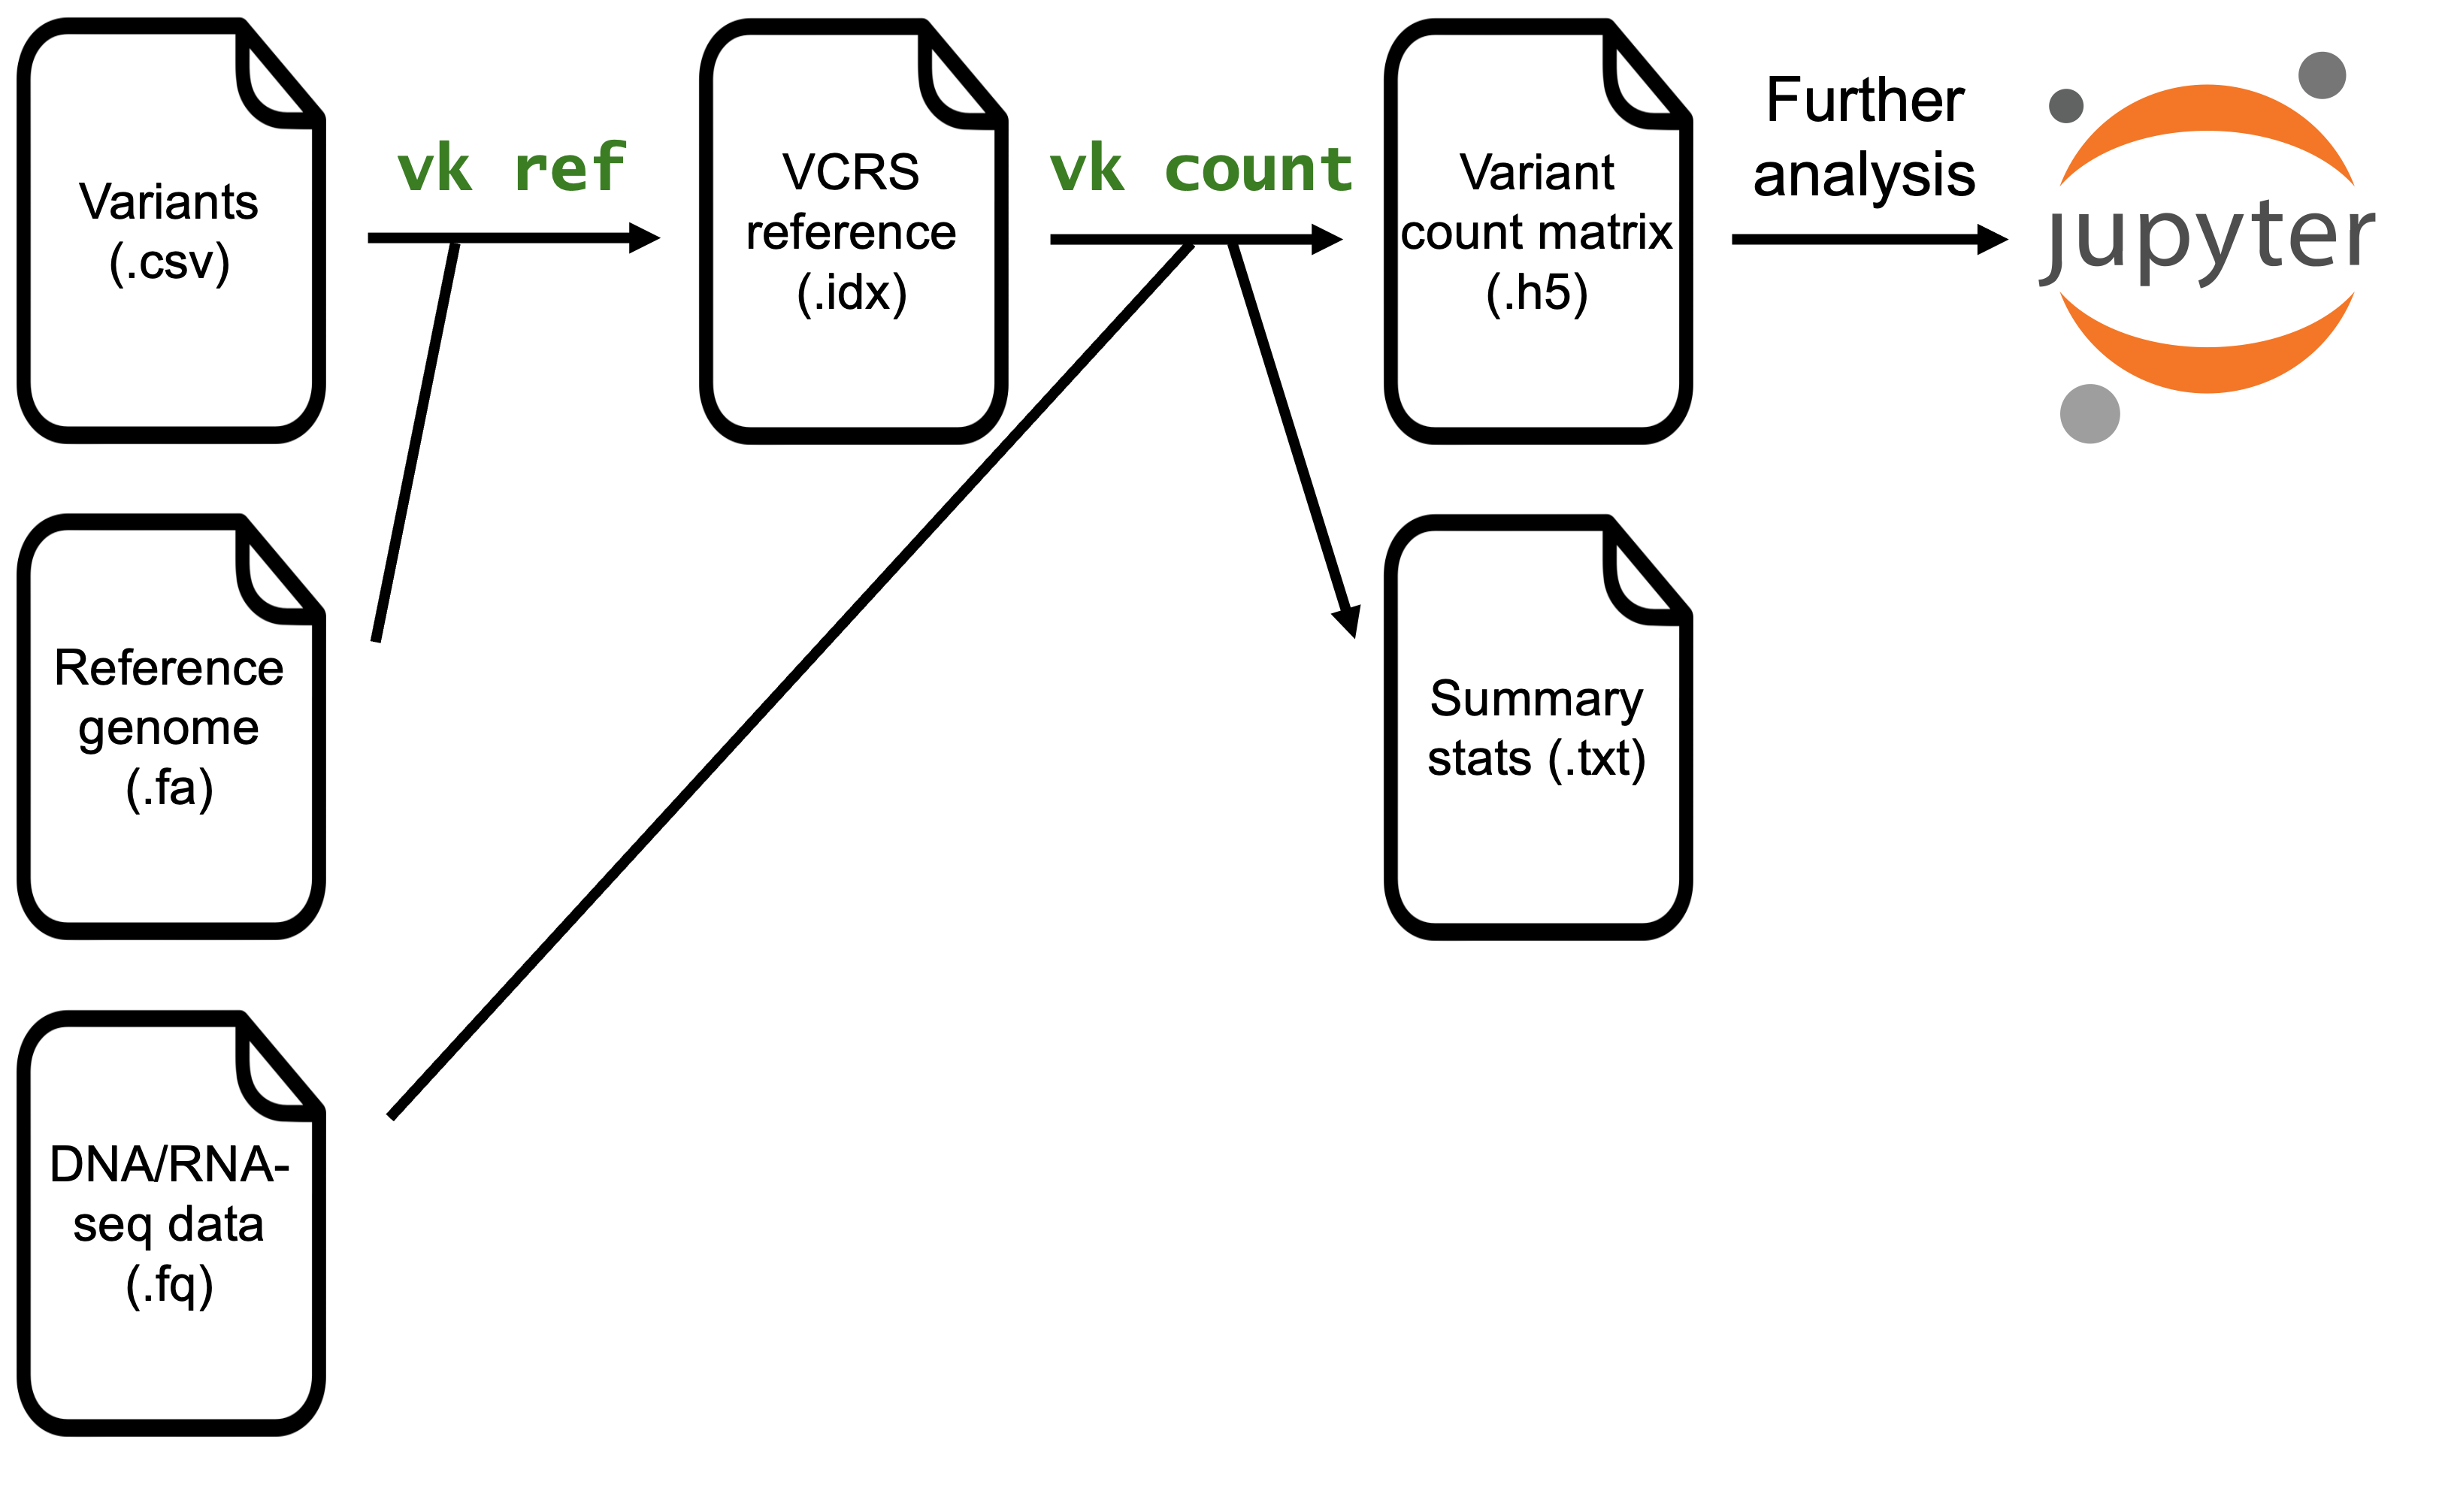 Variants
(.csv)
vk ref
VCRS
reference
(.idx)
vk count
Variant
count matrix
(.h5)
Further
analysis
jupyter
Reference
genome
(.fa)
Summary
stats (.txt)
DNA/RNA-
seq data
(.fq)